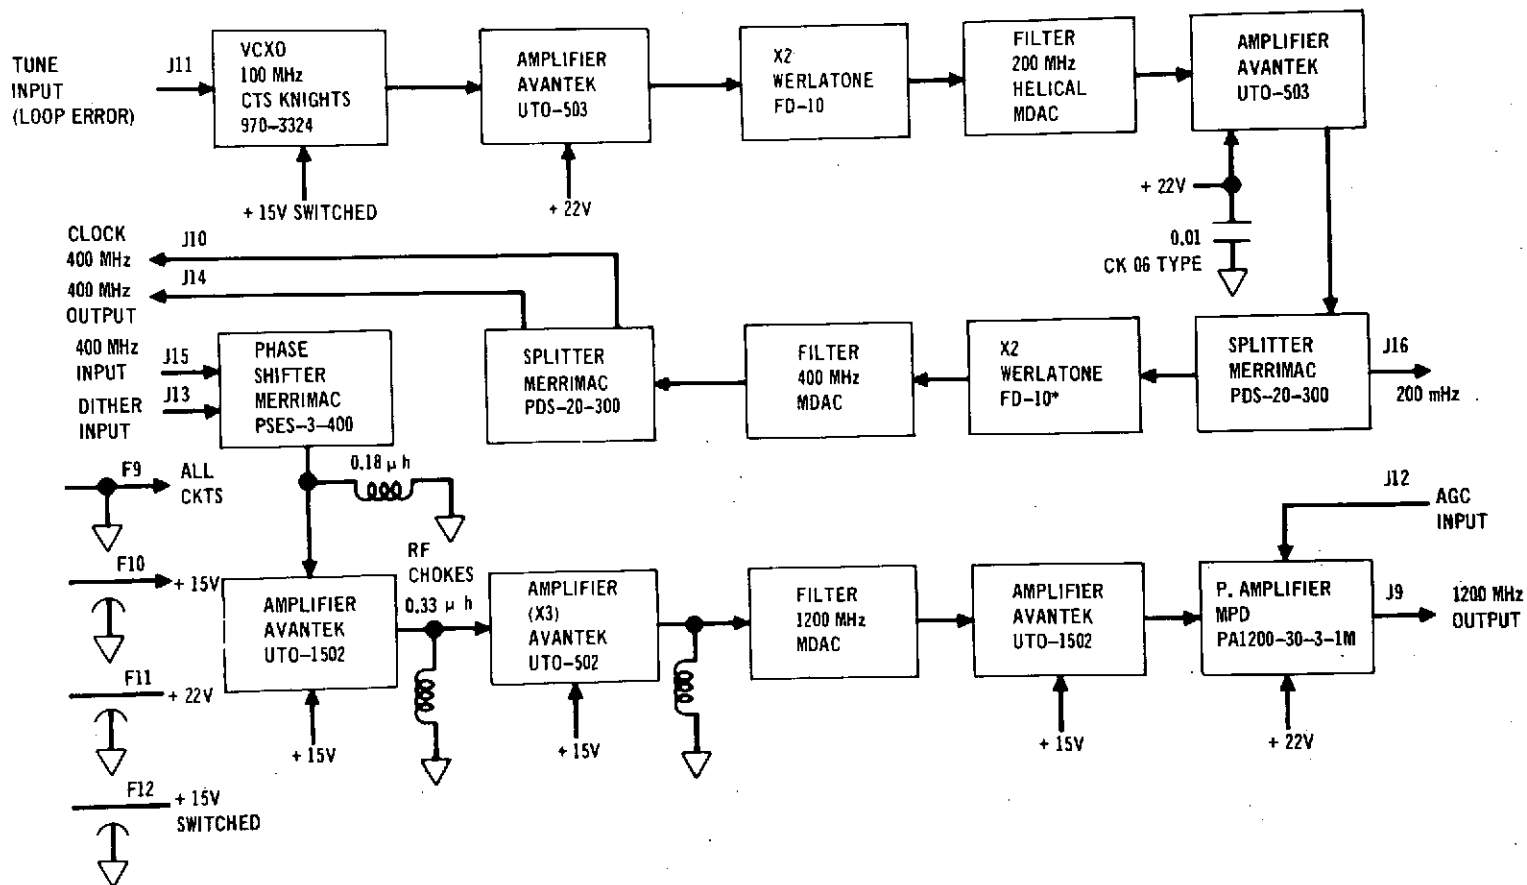 TUNE
INPUT
(LOOP ERROR)
J11
VCXO
100 MHz
CTS KNIGHTS
970-3324
+ 15V SWITCHED
AMPLIFIER
AVANTEK
UTO-503
+ 22V
X2
WERLATONE
FD-10
FILTER
200 MHz
HELICAL
MDAC
AMPLIFIER
AVANTEK
UTO-503
+ 22V
0.01
CK 06 TYPE
CLOCK
400 MHz
J10
400 MHz
OUTPUT
J14
400 MHz
INPUT
J15
DITHER
INPUT
J13
PHASE
SHIFTER
MERRIMAC
PSES-3-400
SPLITTER
MERRIMAC
PDS-20-300
FILTER
400 MHz
MDAC
X2
WERLATONE
FD-10*
SPLITTER
MERRIMAC
PDS-20-300
J16
200 mHz
0.18 μ h
F9
ALL
CKTS
J12
AGC
INPUT
F10
+ 15V
AMPLIFIER
AVANTEK
UTO-1502
+ 15V
RF
CHOKES
0.33 μ h
AMPLIFIER
(X3)
AVANTEK
UTO-502
+ 15V
FILTER
1200 MHz
MDAC
AMPLIFIER
AVANTEK
UTO-1502
+ 15V
P. AMPLIFIER
MPD
PA1200-30-3-1M
+ 22V
J9
1200 MHz
OUTPUT
F11
+ 22V
F12
+ 15V
SWITCHED